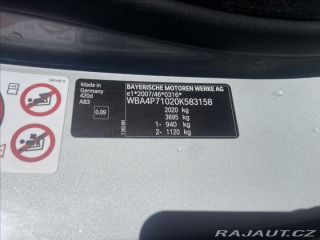 Made in
Germany
420d
A83
0.09
BAYERISCHE MOTOREN WERKE AG
e1*2007/46*0316*
WBA4P71020K583158
2020 kg
3695 kg
1- 940 kg
2- 1120 kg
RAJAUT.CZ